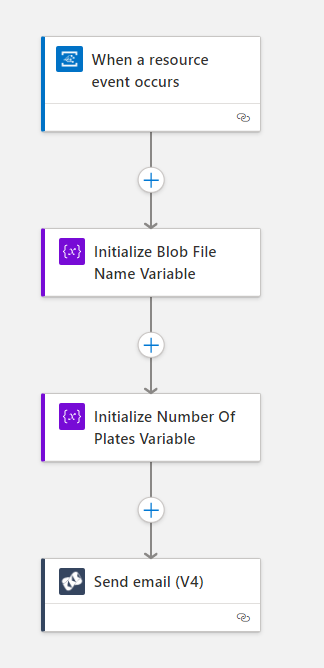 When a resource
event occurs
{x}
Initialize Blob File
Name Variable
{x}
Initialize Number Of
Plates Variable
Send email (V4)